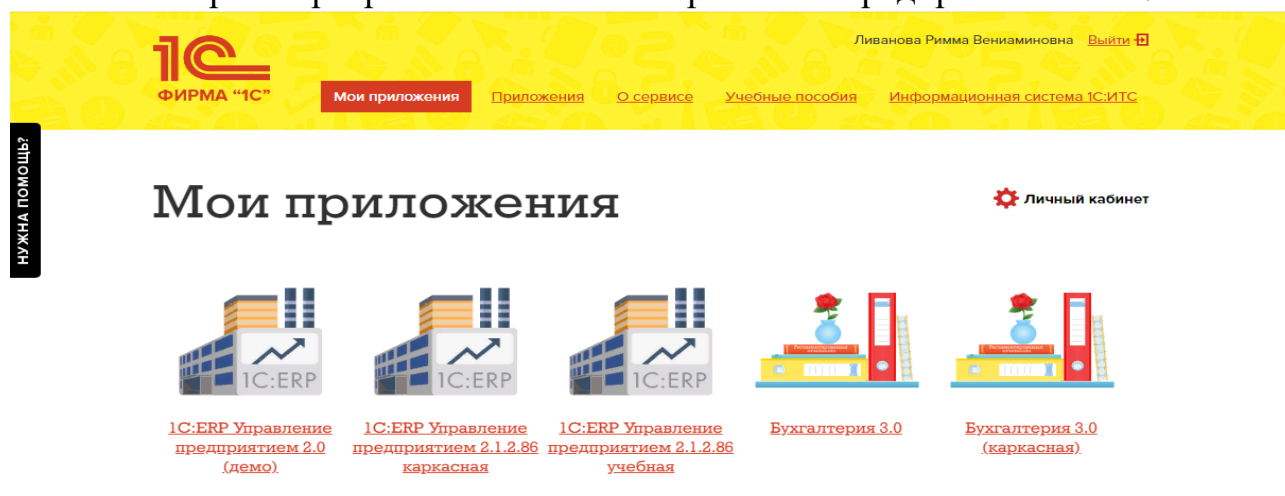 Ливанова Римма Вениаминовна Выйти
1С
ФИРМА "1С"
Мои приложения Приложения О сервисе Учебные пособия Информационная система 1С:ИТС
НУЖНА ПОМОЩЬ?
Мои приложения
Личный кабинет
1C:ERP 1C:ERP 1C:ERP
1С:ERP Управление предприятием 2.0 (демо)
1С:ERP Управление предприятием 2.1.2.86 каркасная
1С:ERP Управление предприятием 2.1.2.86 учебная
Бухгалтерия 3.0
Бухгалтерия 3.0 (каркасная)